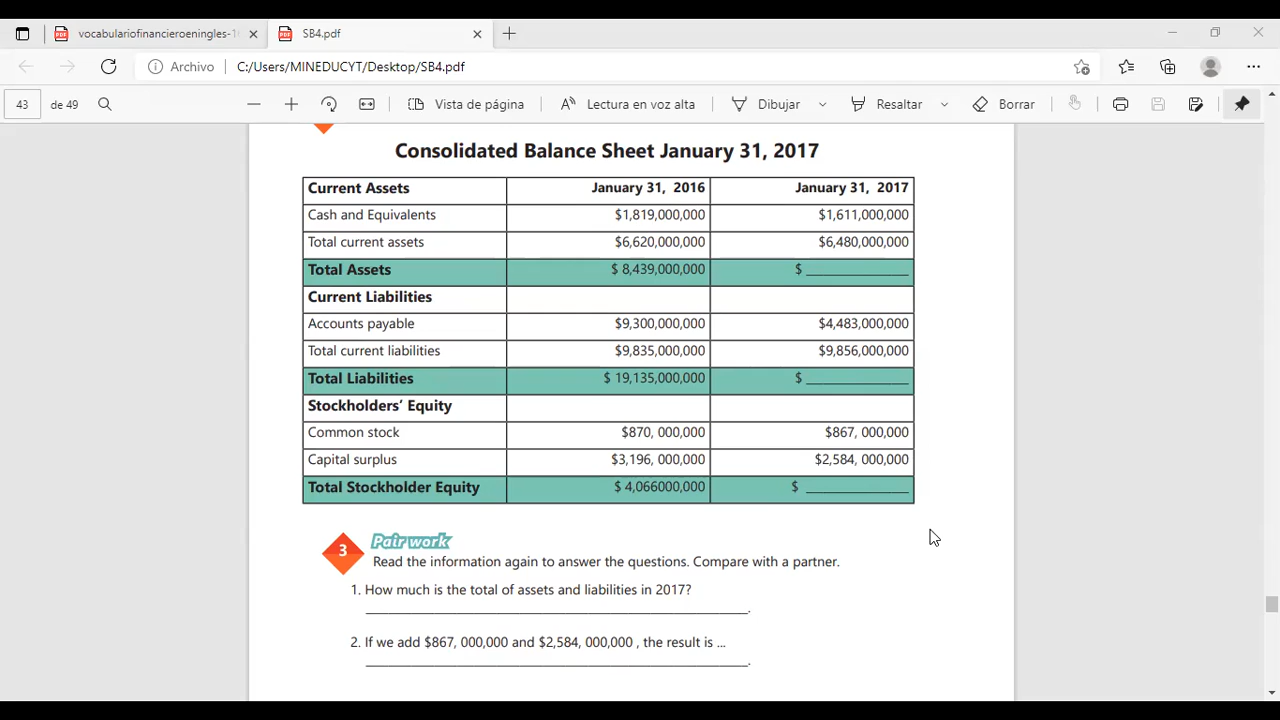 vocabulariofinancieroeningles-1
SB4.pdf
Archivo C:/Users/MINEDUCYT/Desktop/SB4.pdf
43 de 49 Vista de página Lectura en voz alta Dibujar Resaltar Borrar
Consolidated Balance Sheet January 31, 2017
Current Assets January 31, 2016 January 31, 2017
Cash and Equivalents $1,819,000,000 $1,611,000,000
Total current assets $6,620,000,000 $6,480,000,000
Total Assets $ 8,439,000,000 $ ______________
Current Liabilities
Accounts payable $9,300,000,000 $4,483,000,000
Total current liabilities $9,835,000,000 $9,856,000,000
Total Liabilities $ 19,135,000,000 $ ______________
Stockholders’ Equity
Common stock $870, 000,000 $867, 000,000
Capital surplus $3,196, 000,000 $2,584, 000,000
Total Stockholder Equity $ 4,066000,000 $ ______________
3 Pair work
Read the information again to answer the questions. Compare with a partner.
1. How much is the total of assets and liabilities in 2017?
______________________________________________________.
2. If we add $867, 000,000 and $2,584, 000,000 , the result is ...
______________________________________________________.